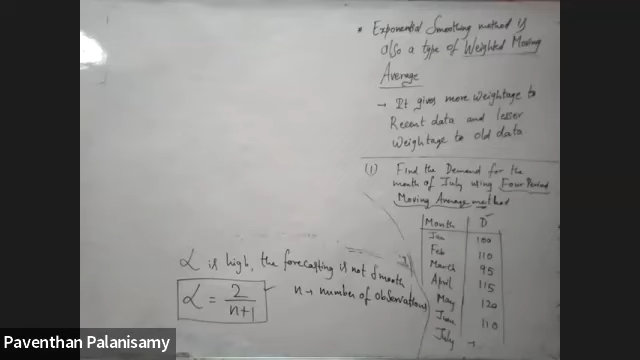 * Exponential Smoothing method is
also a type of Weighted Moving
Average
→ It gives more weightage to
Recent data and lesser
weightage to old data
(1) Find the Demand for the
month of July using Four Period
Moving Average method
Month D
Jan 100
Feb 110
March 95
April 115
May 120
June 110
July
α is high, the forecasting is not smooth
α = 2/(n+1)
n → number of observations
Paventhan Palanisamy